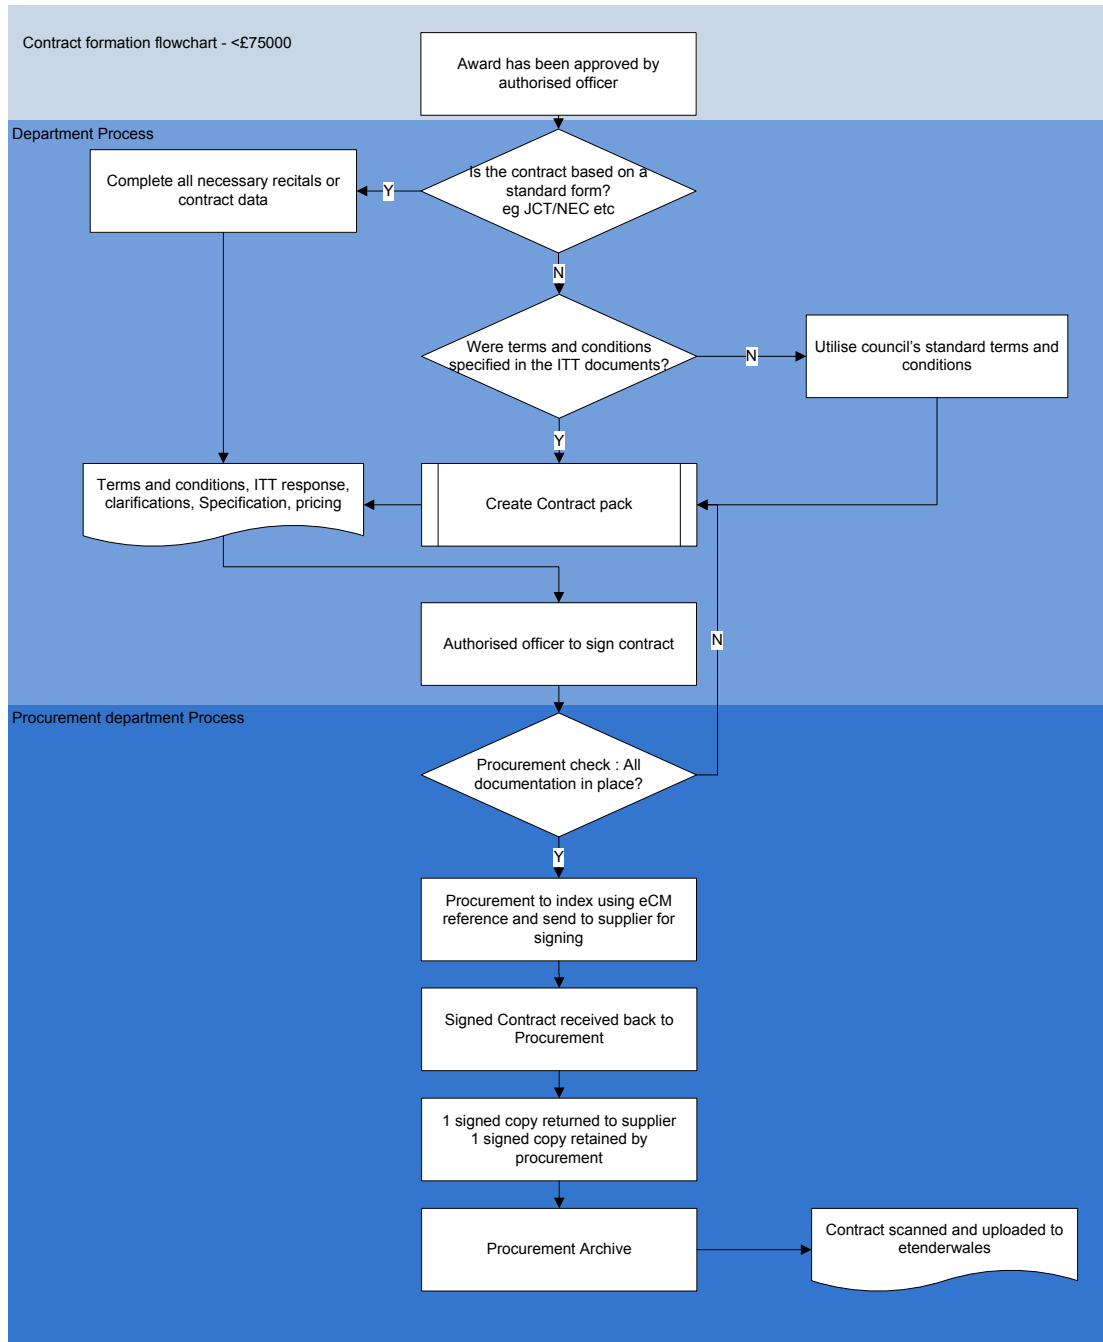 Contract formation flowchart - <£75000
Award has been approved by
authorised officer
Department Process
Is the contract based on a
standard form?
eg JCT/NEC etc
Y
Complete all necessary recitals or
contract data
N
Were terms and conditions
specified in the ITT documents?
N
Utilise council's standard terms and
conditions
Y
Create Contract pack
Terms and conditions, ITT response,
clarifications, Specification, pricing
Authorised officer to sign contract
N
Procurement department Process
Procurement check : All
documentation in place?
Y
Procurement to index using eCM
reference and send to supplier for
signing
Signed Contract received back to
Procurement
1 signed copy returned to supplier
1 signed copy retained by
procurement
Procurement Archive
Contract scanned and uploaded to
etenderwales